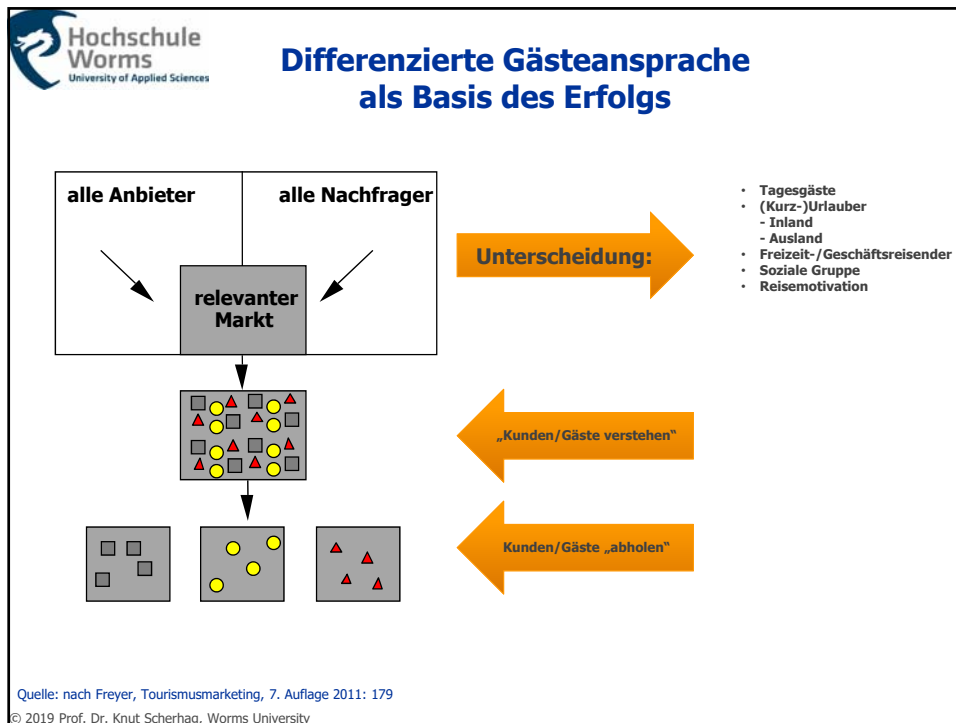 Hochschule
Worms
University of Applied Sciences
Differenzierte Gästeansprache
als Basis des Erfolgs
alle Anbieter
alle Nachfrager
relevanter
Markt
Unterscheidung:
• Tagesgäste
• (Kurz-)Urlauber
- Inland
- Ausland
• Freizeit-/Geschäftsreisender
• Soziale Gruppe
• Reisemotivation
„Kunden/Gäste verstehen“
Kunden/Gäste „abholen“
Quelle: nach Freyer, Tourismusmarketing, 7. Auflage 2011: 179
© 2019 Prof. Dr. Knut Scherhag, Worms University